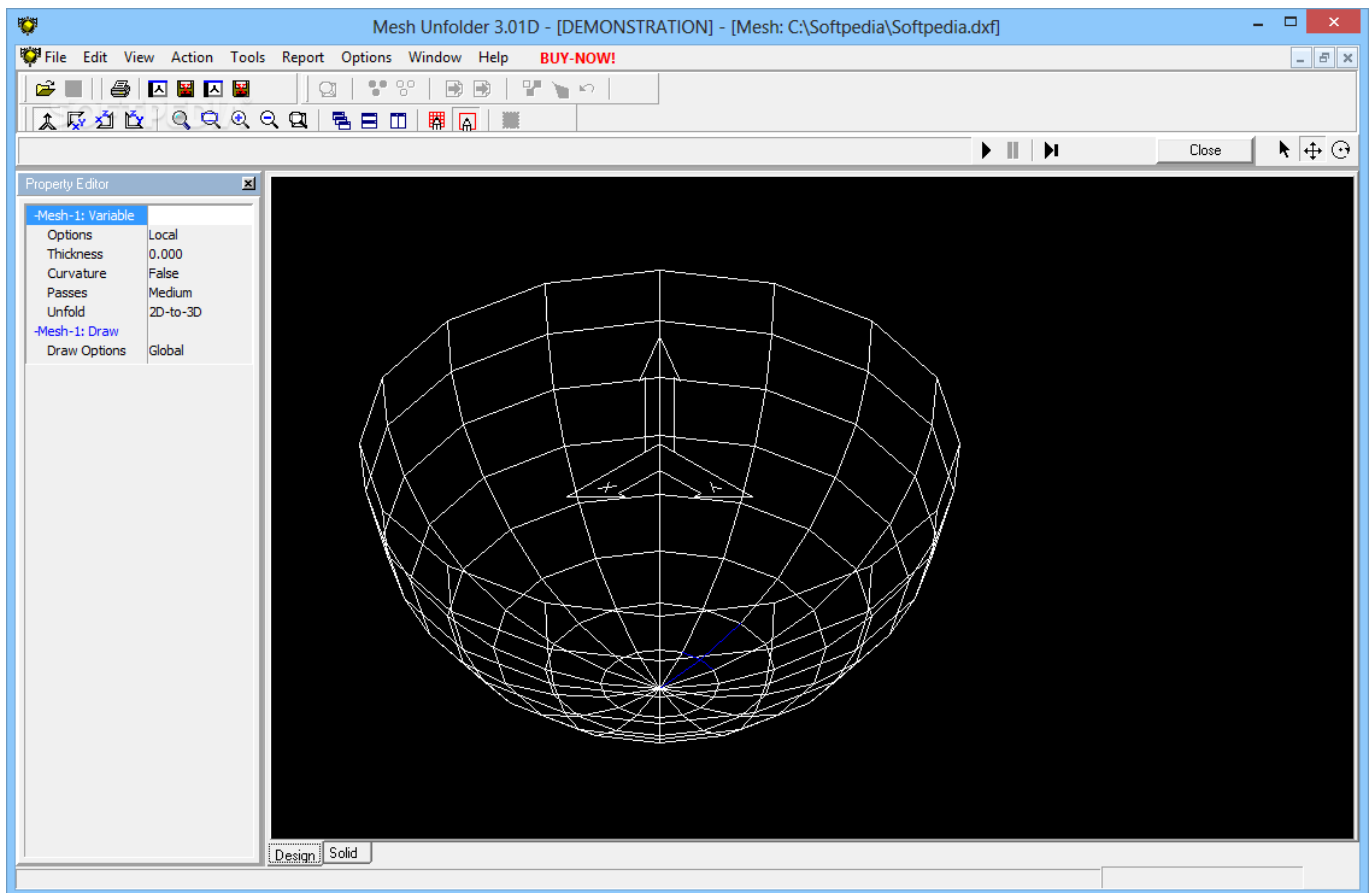 Mesh Unfolder 3.01D - [DEMONSTRATION] - [Mesh: C:\Softpedia\Softpedia.dxf]
File Edit View Action Tools Report Options Window Help BUY-NOW!
SOFTPEDIA
Close
Property Editor
-Mesh-1: Variable
Options Local
Thickness 0.000
Curvature False
Passes Medium
Unfold 2D-to-3D
-Mesh-1: Draw
Draw Options Global
X Y
Design Solid